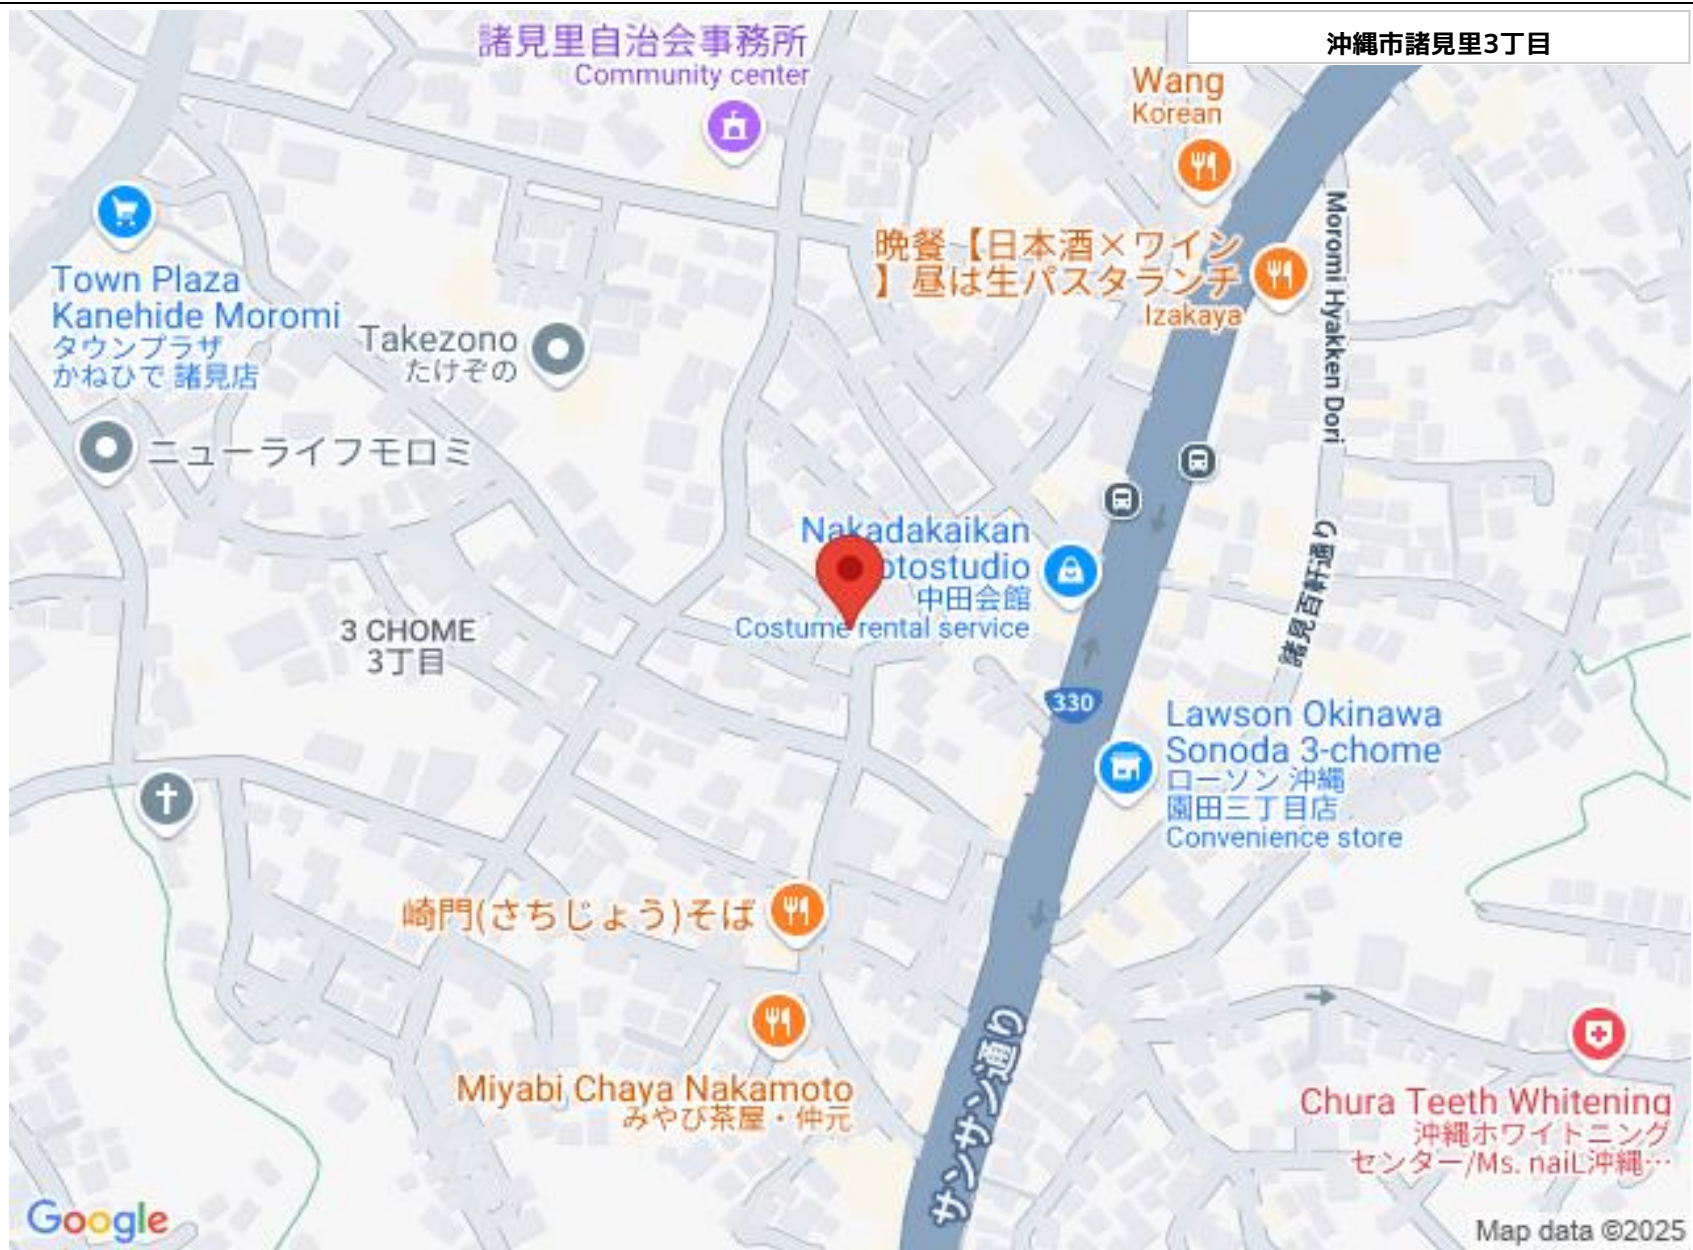 沖縄市諸見里3丁目
諸見里自治会事務所
Community center
Wang
Korean
晩餐【日本酒×ワイン
】昼は生パスタランチ
Izakaya
Moromi Hyakken Dori
Town Plaza
Kanehide Moromi
タウンプラザ
かねひで 諸見店
Takezono
たけぞの
ニューライフモロミ
Nakadakaikan
otostudio
中田会館
Costume rental service
3 CHOME
3丁目
諸見百軒通り
330
Lawson Okinawa
Sonoda 3-chome
ローソン 沖縄
園田三丁目店
Convenience store
崎門(さちじょう)そば
Miyabi Chaya Nakamoto
みやび茶屋・仲元
サンサン通り
Chura Teeth Whitening
沖縄ホワイトニング
センター/Ms. naiL沖縄…
Google
Map data ©2025